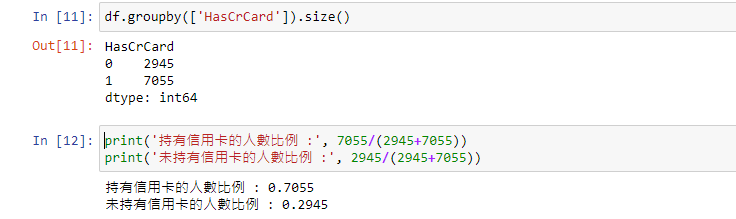 In [11]: df.groupby(['HasCrCard']).size()
Out[11]: HasCrCard
0    2945
1    7055
dtype: int64
In [12]: print('持有信用卡的人數比例 :', 7055/(2945+7055))
print('未持有信用卡的人數比例 :', 2945/(2945+7055))
持有信用卡的人數比例 : 0.7055
未持有信用卡的人數比例 : 0.2945